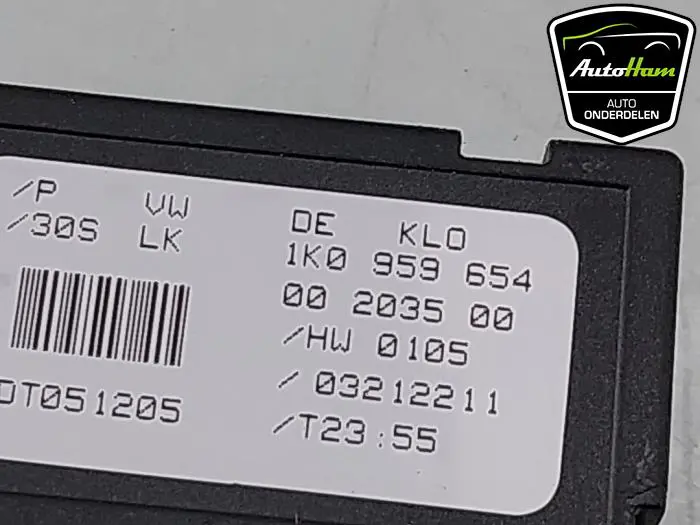 AutoHam
AUTO
ONDERDELEN
/P VW DE KLO
/30S LK 1K0 959 654
00 2035 00
/HW 0105
/ 03212211
DT051205
/T23:55